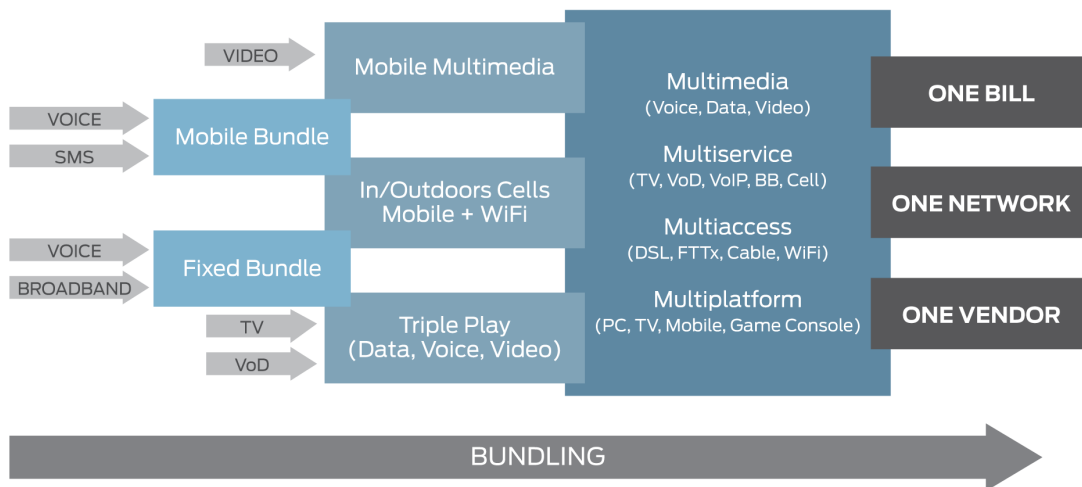 VIDEO
VOICE
SMS
Mobile Bundle
VOICE
BROADBAND
Fixed Bundle
TV
VoD
Mobile Multimedia
In/Outdoors Cells
Mobile + WiFi
Triple Play
(Data, Voice, Video)
Multimedia
(Voice, Data, Video)
Multiservice
(TV, VoD, VoIP, BB, Cell)
Multiaccess
(DSL, FTTx, Cable, WiFi)
Multiplatform
(PC, TV, Mobile, Game Console)
ONE BILL
ONE NETWORK
ONE VENDOR
BUNDLING